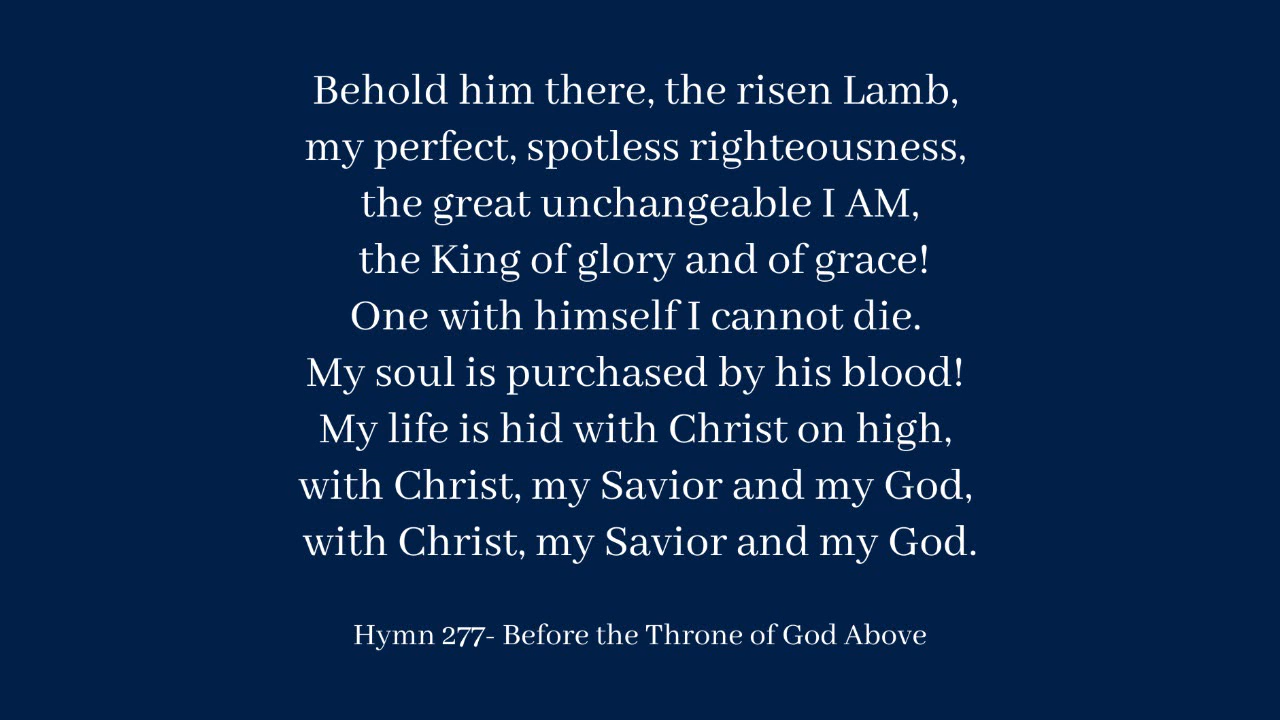 Behold him there, the risen Lamb,
my perfect, spotless righteousness,
the great unchangeable I AM,
the King of glory and of grace!
One with himself I cannot die.
My soul is purchased by his blood!
My life is hid with Christ on high,
with Christ, my Savior and my God,
with Christ, my Savior and my God.
Hymn 277- Before the Throne of God Above